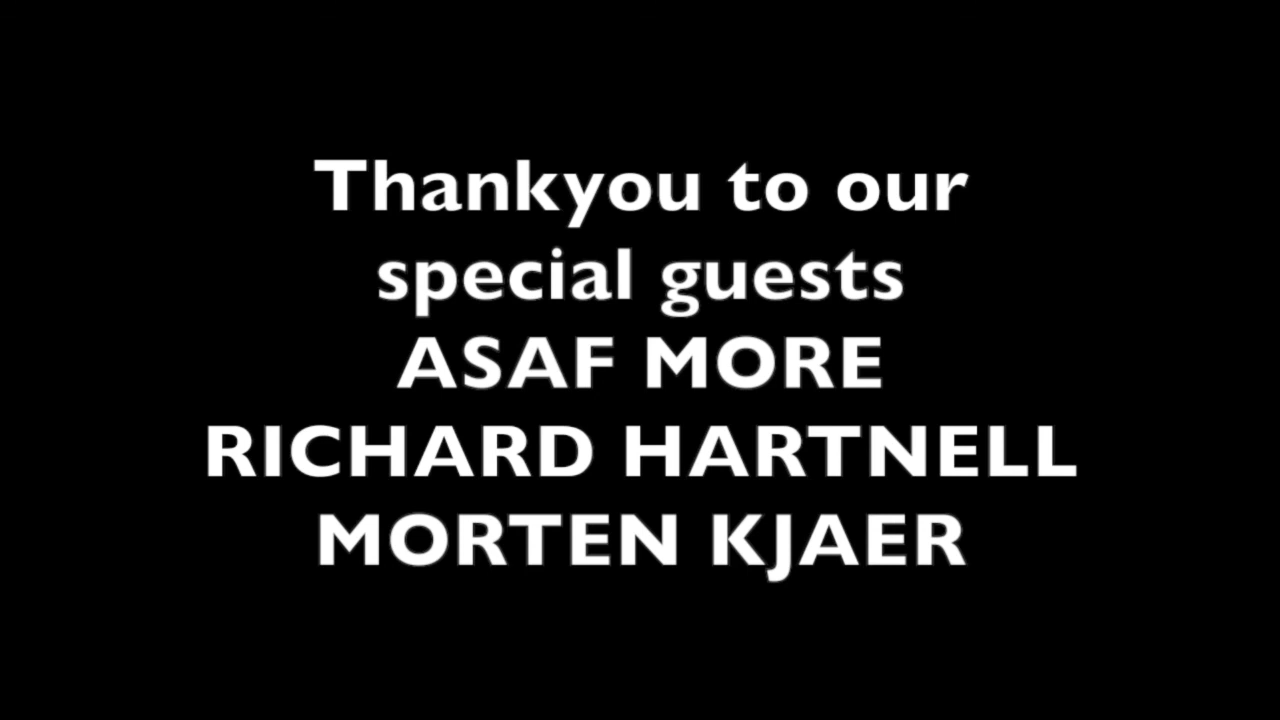 Thankyou to our
special guests
ASAF MORE
RICHARD HARTNELL
MORTEN KJAER